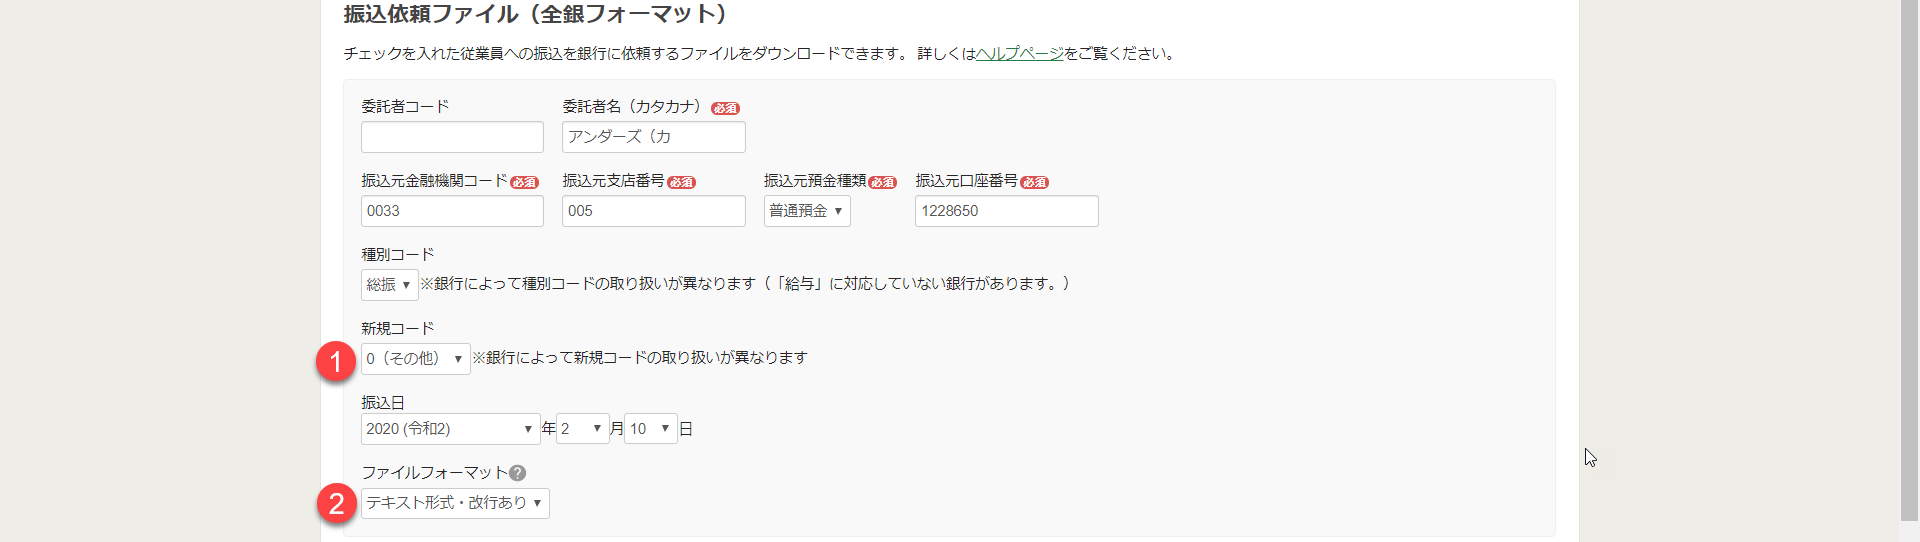 振込依頼ファイル（全銀フォーマット）
チェックを入れた従業員への振込を銀行に依頼するファイルをダウンロードできます。 詳しくはヘルプページをご覧ください。
委託者コード 委託者名（カタカナ） 必須
アンダーズ（カ
振込元金融機関コード 必須 振込元支店番号 必須 振込元預金種類 必須 振込元口座番号 必須
0033 005 普通預金 ▼ 1228650
種別コード
総振 ▼ ※銀行によって種別コードの取り扱いが異なります（「給与」に対応していない銀行があります。）
新規コード
1 0（その他） ▼ ※銀行によって新規コードの取り扱いが異なります
振込日
2020 (令和2) ▼ 年 2 ▼ 月 10 ▼ 日
ファイルフォーマット ?
2 テキスト形式・改行あり ▼